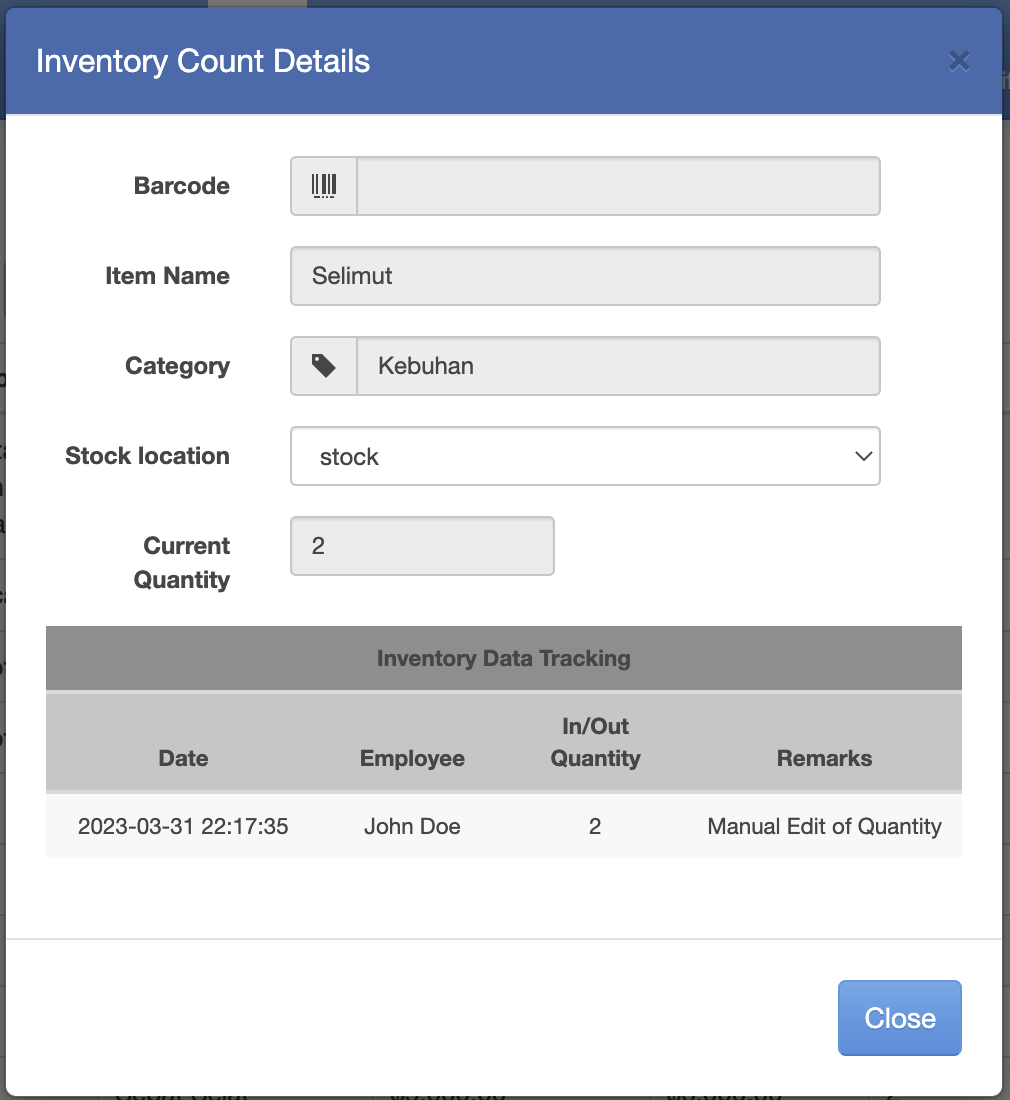 Inventory Count Details
Barcode
Item Name
Selimut
Category
Kebuhan
Stock location
stock
Current
Quantity
2
Inventory Data Tracking
Date
Employee
In/Out
Quantity
Remarks
2023-03-31 22:17:35
John Doe
2
Manual Edit of Quantity
Close